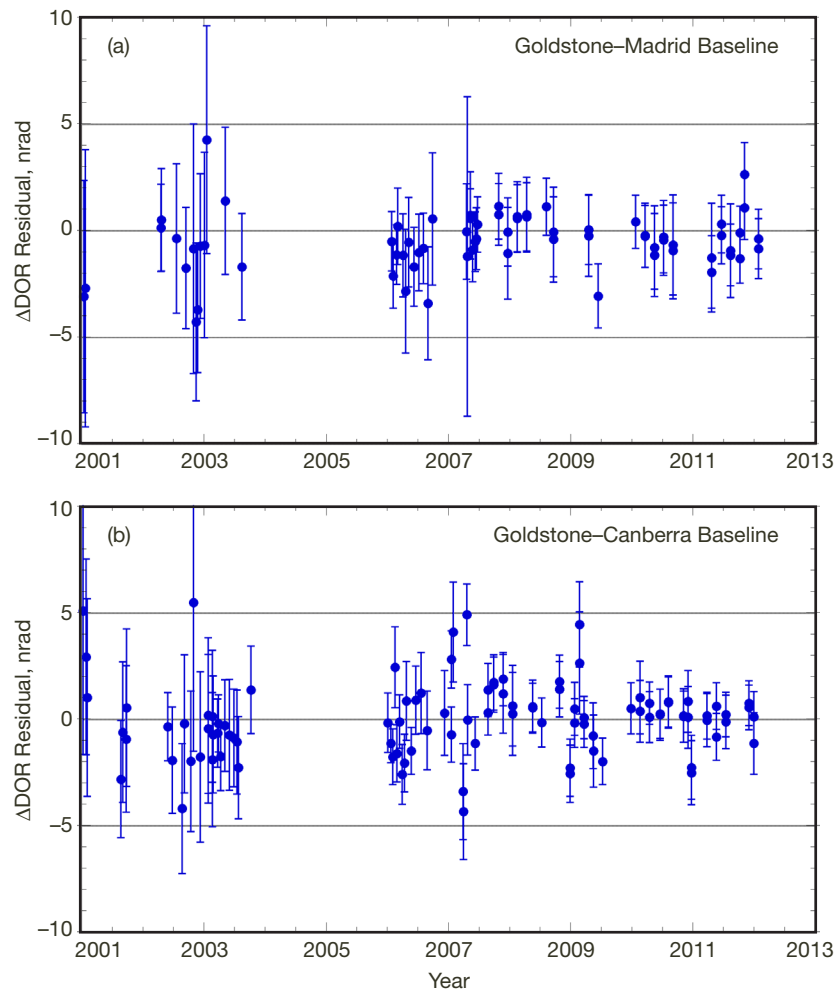 (a) Goldstone–Madrid Baseline
ΔDOR Residual, nrad
10
5
0
−5
−10
2001 2003 2005 2007 2009 2011 2013
(b) Goldstone–Canberra Baseline
ΔDOR Residual, nrad
10
5
0
−5
−10
2001 2003 2005 2007 2009 2011 2013
Year